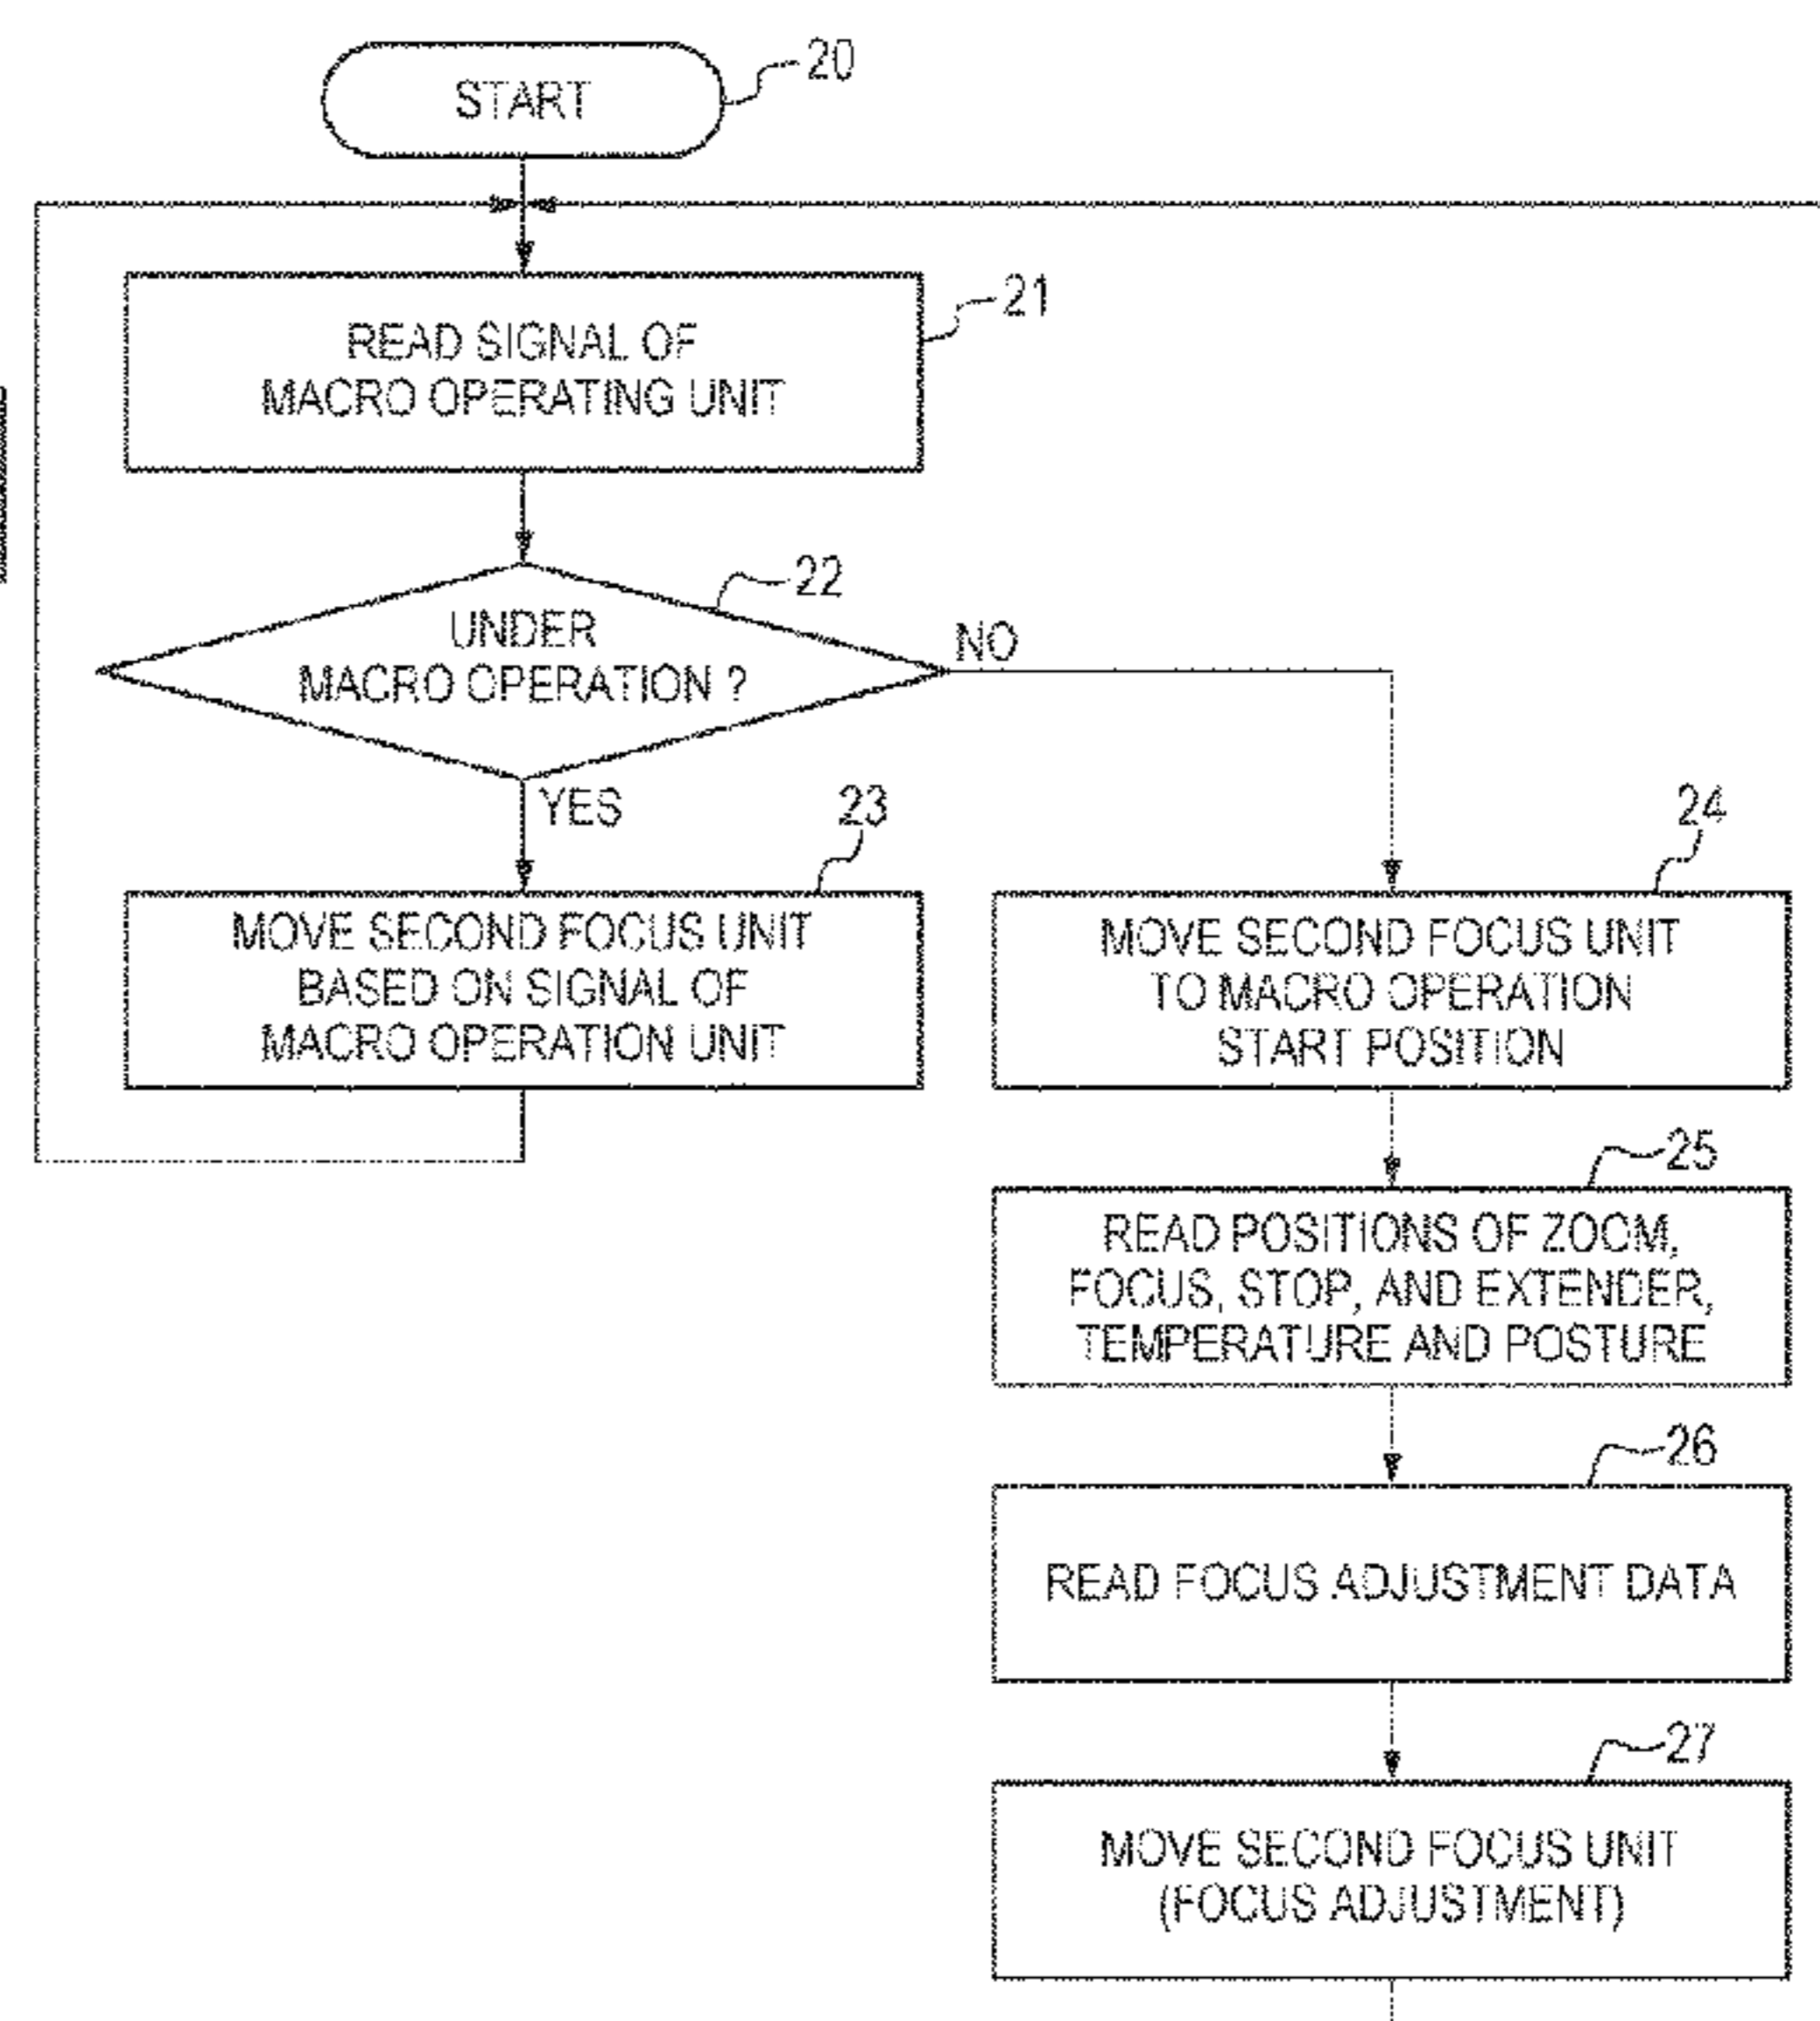 START
20
READ SIGNAL OF
MACRO OPERATING UNIT
21
UNDER
MACRO OPERATION ?
22
NO
YES
23
MOVE SECOND FOCUS UNIT
BASED ON SIGNAL OF
MACRO OPERATION UNIT
24
MOVE SECOND FOCUS UNIT
TO MACRO OPERATION
START POSITION
25
READ POSITIONS OF ZOOM,
FOCUS, STOP, AND EXTENDER,
TEMPERATURE AND POSTURE
26
READ FOCUS ADJUSTMENT DATA
27
MOVE SECOND FOCUS UNIT
(FOCUS ADJUSTMENT)